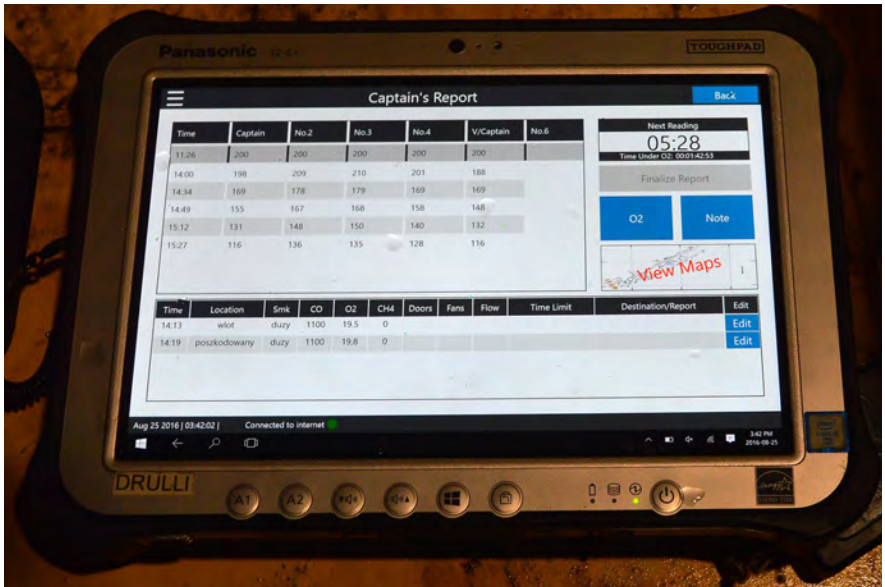 Panasonic
TOUGHPAD
Captain's Report
Back
Time Captain No.2 No.3 No.4 V/Captain No.6
11:26 200 200 200 200 200
14:00 198 209 210 201 188
14:34 169 178 179 169 169
14:49 155 167 168 158 148
15:12 131 148 150 140 132
15:27 116 136 135 128 116
Next Reading
05:28
Time Under O2: 00:01:42:53
Finalize Report
O2 Note
View Maps
Time Location Smk CO O2 CH4 Doors Fans Flow Time Limit Destination/Report Edit
14:13 wlot duzy 1100 19.5 0 Edit
14:19 poszkodowany duzy 1100 19.8 0 Edit
Aug 25 2016 | 03:42:02 | Connected to internet
3:42 PM
2016-08-25
DRULLI
A1 A2